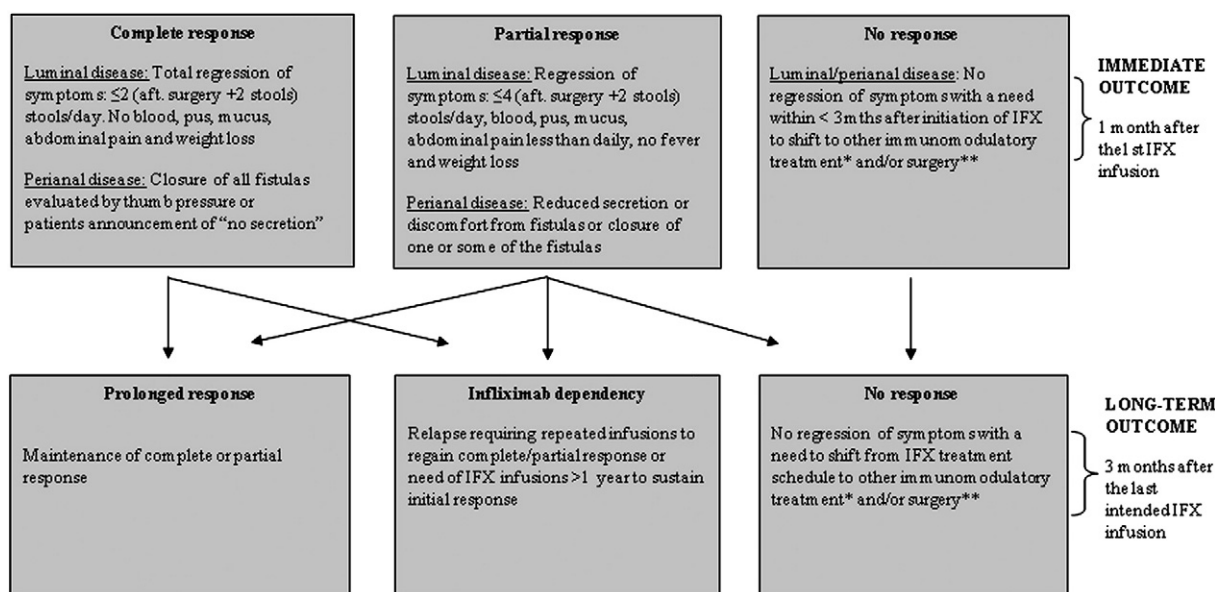 Complete response
Luminal disease: Total regression of
symptoms: ≤2 (aft. surgery +2 stools)
stools/day. No blood, pus, mucus,
abdominal pain and weight loss
Perianal disease: Closure of all fistulas
evaluated by thumb pressure or
patients announcement of “no secretion”
Partial response
Luminal disease: Regression of
symptoms: ≤4 (aft. surgery +2 stools)
stools/day, blood, pus, mucus,
abdominal pain less than daily, no fever
and weight loss
Perianal disease: Reduced secretion or
discomfort from fistulas or closure of
one or some of the fistulas
No response
Luminal/perianal disease: No
regression of symptoms with a need
within < 3mths after initiation of IFX
to shift to other immunomodulatory
treatment* and/or surgery**
IMMEDIATE
OUTCOME
1 month after
the 1st IFX
infusion
Prolonged response
Maintenance of complete or partial
response
Infliximab dependency
Relapse requiring repeated infusions to
regain complete/partial response or
need of IFX infusions >1 year to sustain
initial response
No response
No regression of symptoms with a
need to shift from IFX treatment
schedule to other immunomodulatory
treatment* and/or surgery**
LONG-TERM
OUTCOME
3 months after
the last
intended IFX
infusion